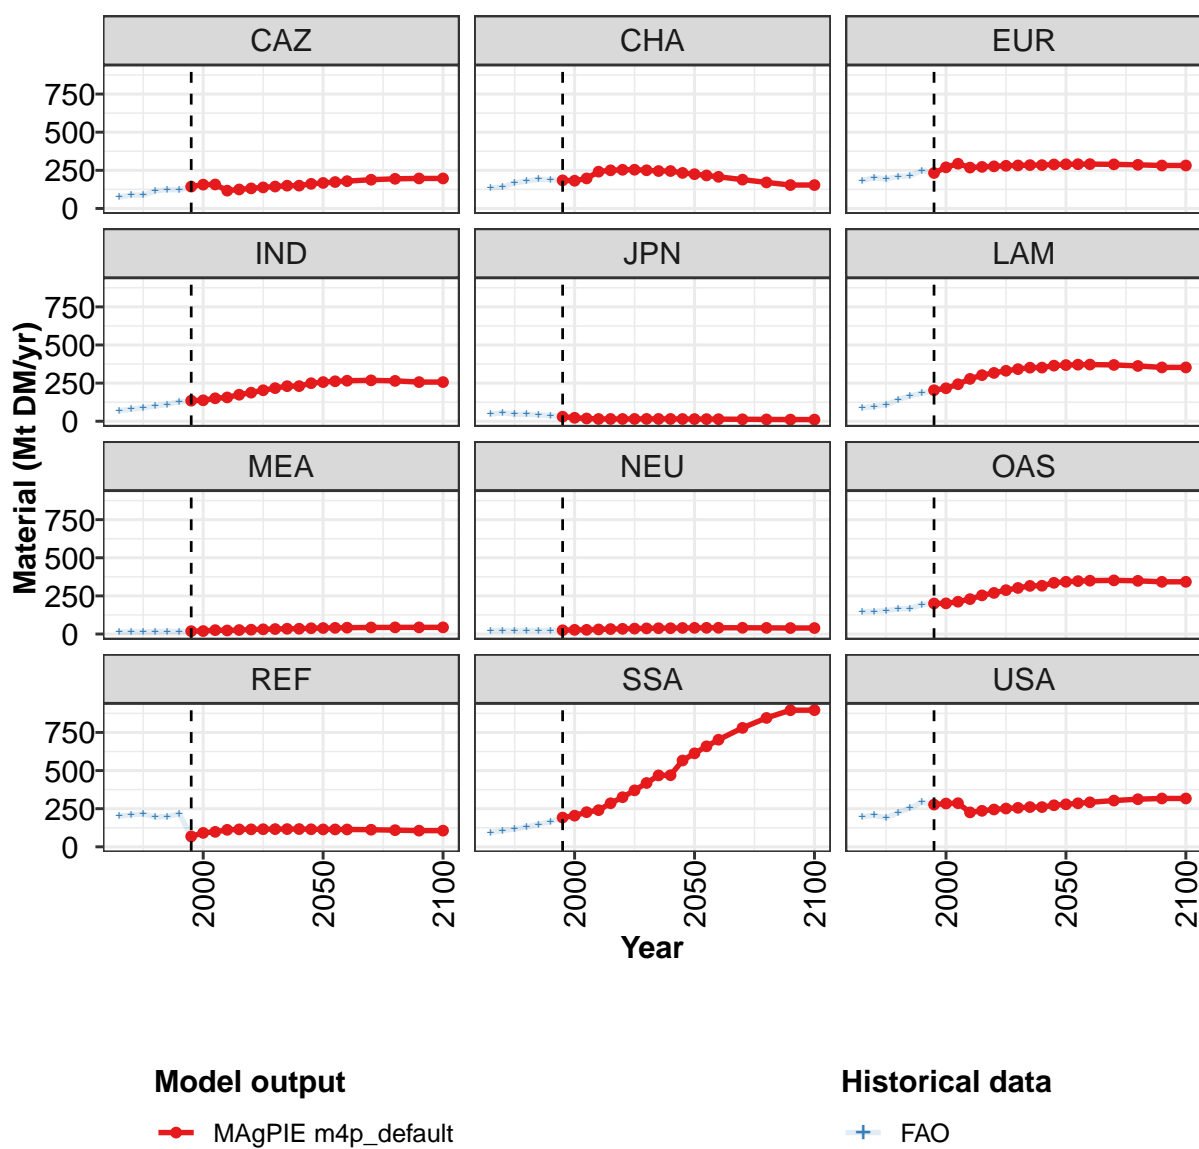 CAZ CHA EUR
750
500
250
0
IND JPN LAM
750
500
250
0
Material (Mt DM/yr)
MEA NEU OAS
750
500
250
0
REF SSA USA
750
500
250
0
2000 2050 2100 2000 2050 2100 2000 2050 2100
Year
Model output Historical data
MAgPIE m4p_default FAO